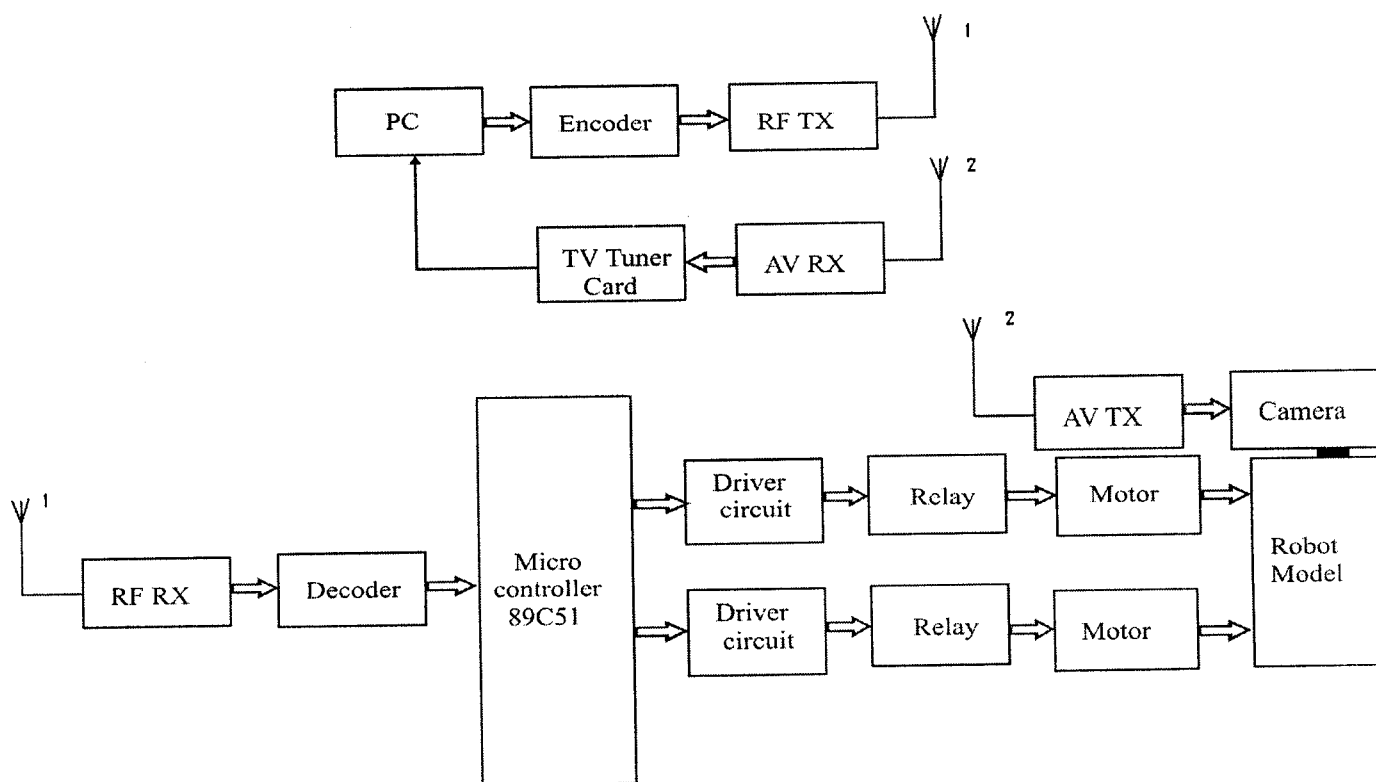 1
PC
Encoder
RF TX
2
TV Tuner
Card
AV RX
2
AV TX
Camera
1
RF RX
Decoder
Micro
controller
89C51
Driver
circuit
Relay
Motor
Driver
circuit
Relay
Motor
Robot
Model